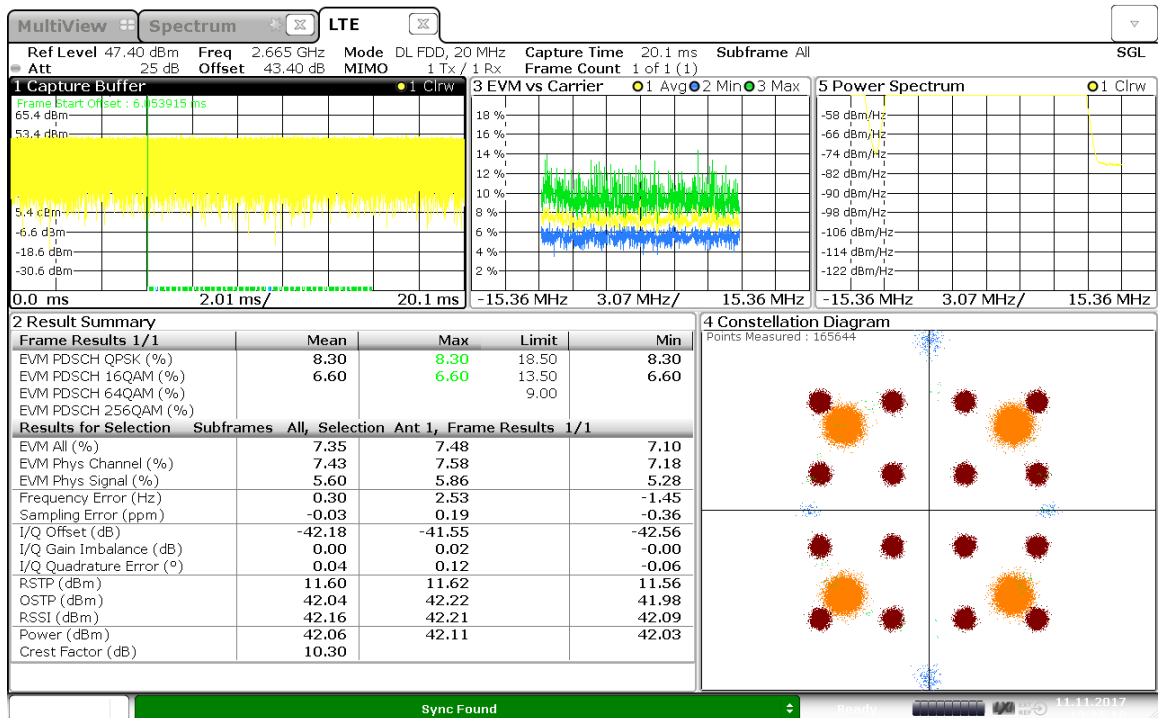 MultiView Spectrum LTE
Ref Level 47.40 dBm Freq 2.665 GHz Mode DL FDD, 20 MHz Capture Time 20.1 ms Subframe All SGL
Att 25 dB Offset 43.40 dB MIMO 1 Tx / 1 Rx Frame Count 1 of 1 (1)
1 Capture Buffer 1 Clrw
Frame Start Offset : 6.053915 ms
65.4 dBm
53.4 dBm
5.4 dBm
-6.6 dBm
-18.6 dBm
-30.6 dBm
0.0 ms 2.01 ms/ 20.1 ms
3 EVM vs Carrier 1 Avg 2 Min 3 Max
18 %
16 %
14 %
12 %
10 %
8 %
6 %
4 %
2 %
-15.36 MHz 3.07 MHz/ 15.36 MHz
5 Power Spectrum 1 Clrw
-58 dBm/Hz
-66 dBm/Hz
-74 dBm/Hz
-82 dBm/Hz
-90 dBm/Hz
-98 dBm/Hz
-106 dBm/Hz
-114 dBm/Hz
-122 dBm/Hz
-15.36 MHz 3.07 MHz/ 15.36 MHz
2 Result Summary
Frame Results 1/1 Mean Max Limit Min
EVM PDSCH QPSK (%) 8.30 8.30 18.50 8.30
EVM PDSCH 16QAM (%) 6.60 6.60 13.50 6.60
EVM PDSCH 64QAM (%) 9.00
EVM PDSCH 256QAM (%)
Results for Selection Subframes All, Selection Ant 1, Frame Results 1/1
EVM All (%) 7.35 7.48 7.10
EVM Phys Channel (%) 7.43 7.58 7.18
EVM Phys Signal (%) 5.60 5.86 5.28
Frequency Error (Hz) 0.30 2.53 -1.45
Sampling Error (ppm) -0.03 0.19 -0.36
I/Q Offset (dB) -42.18 -41.55 -42.56
I/Q Gain Imbalance (dB) 0.00 0.02 -0.00
I/Q Quadrature Error (º) 0.04 0.12 -0.06
RSTP (dBm) 11.60 11.62 11.56
OSTP (dBm) 42.04 42.22 41.98
RSSI (dBm) 42.16 42.21 42.09
Power (dBm) 42.06 42.11 42.03
Crest Factor (dB) 10.30
4 Constellation Diagram
Points Measured : 165644
Sync Found
Ready
11.11.2017